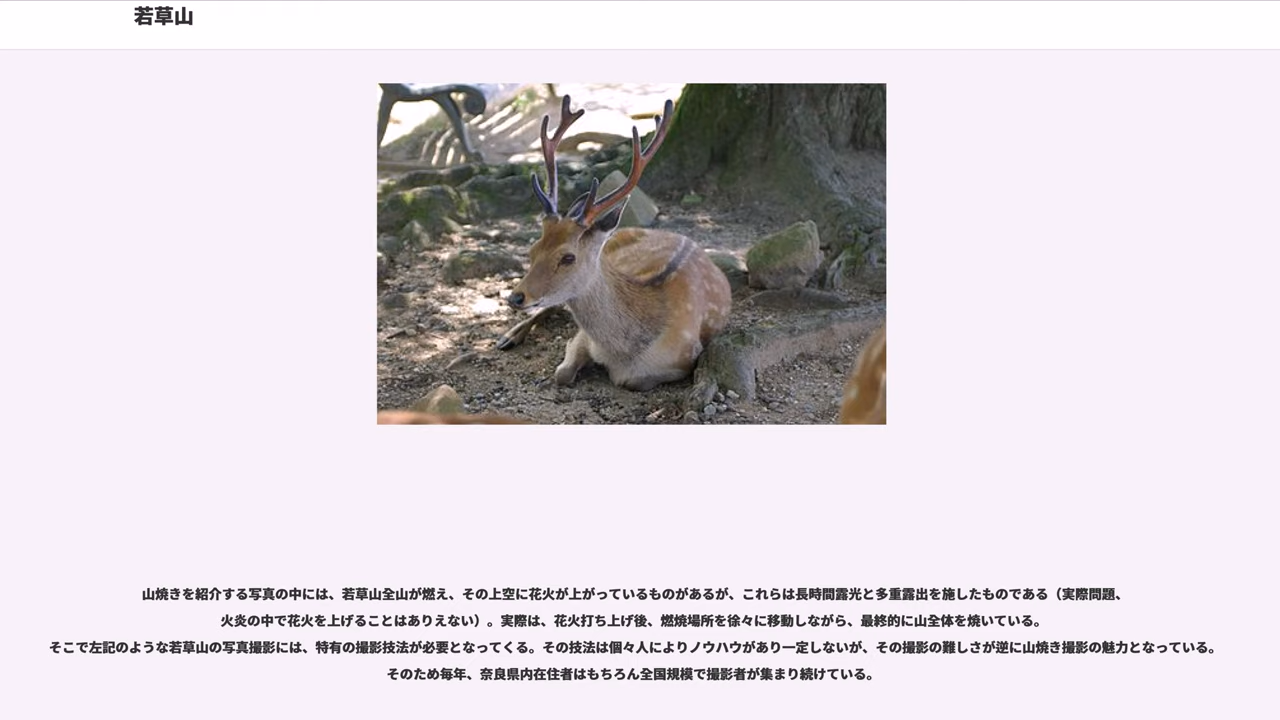 若草山
山焼きを紹介する写真の中には、若草山全山が燃え、その上空に花火が上がっているものがあるが、これらは長時間露光と多重露出を施したものである（実際問題、
火炎の中で花火を上げることはありえない）。実際は、花火打ち上げ後、燃焼場所を徐々に移動しながら、最終的に山全体を焼いている。
そこで左記のような若草山の写真撮影には、特有の撮影技法が必要となってくる。その技法は個々人によりノウハウがあり一定しないが、その撮影の難しさが逆に山焼き撮影の魅力となっている。
そのため毎年、奈良県内在住者はもちろん全国規模で撮影者が集まり続けている。